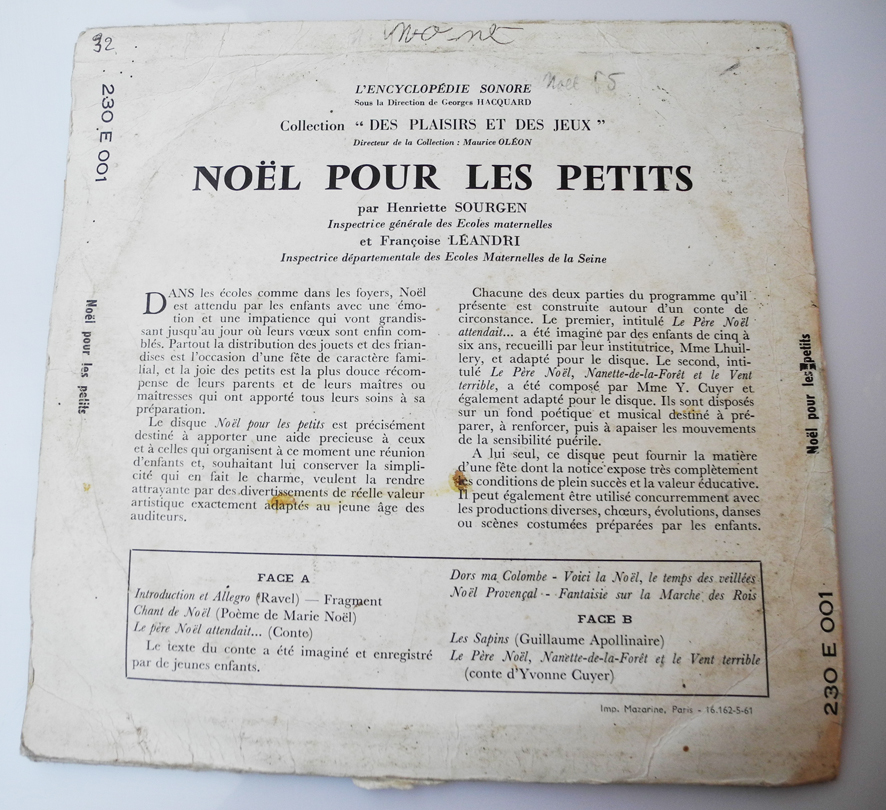 32
L'ENCYCLOPÉDIE SONORE
Noël
Sous la Direction de Georges HACQUARD
Collection “ DES PLAISIRS ET DES JEUX ”
Directeur de la Collection : Maurice OLÉON
NOËL POUR LES PETITS
par Henriette SOURGEN
Inspectrice générale des Ecoles maternelles
et Françoise LÉANDRI
Inspectrice départementale des Ecoles Maternelles de la Seine
DANS les écoles comme dans les foyers, Noël
est attendu par les enfants avec une émo-
tion et une impatience qui vont grandis-
sant jusqu'au jour où leurs vœux sont enfin com-
blés. Partout la distribution des jouets et des frian-
dises est l'occasion d'une fête de caractère fami-
lial, et la joie des petits est la plus douce récom-
pense de leurs parents et de leurs maîtres ou
maîtresses qui ont apporté tous leurs soins à sa
préparation.
Le disque Noël pour les petits est précisément
destiné à apporter une aide precieuse à ceux
et à celles qui organisent à ce moment une réunion
d'enfants et, souhaitant lui conserver la simpli-
cité qui en fait le charme, veulent la rendre
attrayante par des divertissements de réelle valeur
artistique exactement adaptés au jeune âge des
auditeurs.
Chacune des deux parties du programme qu'il
présente est construite autour d'un conte de
circonstance. Le premier, intitulé Le Père Noël
attendait... a été imaginé par des enfants de cinq à
six ans, recueilli par leur institutrice, Mme Lhuil-
lery, et adapté pour le disque. Le second, inti-
tulé Le Père Noël, Nanette-de-la-Forêt et le Vent
terrible, a été composé par Mme Y. Cuyer et
également adapté pour le disque. Ils sont disposés
sur un fond poétique et musical destiné à pré-
parer, à renforcer, puis à apaiser les mouvements
de la sensibilité puérile.
A lui seul, ce disque peut fournir la matière
d'une fête dont la notice expose très complètement
les conditions de plein succès et la valeur éducative.
Il peut également être utilisé concurremment avec
les productions diverses, chœurs, évolutions, danses
ou scènes costumées préparées par les enfants.
FACE A
Introduction et Allegro (Ravel) — Fragment
Chant de Noël (Poème de Marie Noël)
Le père Noël attendait... (Conte)
Le texte du conte a été imaginé et enregistré
par de jeunes enfants.
Dors ma Colombe - Voici la Noël, le temps des veillées
Noël Provençal - Fantaisie sur la Marche des Rois
FACE B
Les Sapins (Guillaume Apollinaire)
Le Père Noël, Nanette-de-la-Forêt et le Vent terrible
(conte d'Yvonne Cuyer)
Imp. Mazarine, Paris - 16.162-5-61
230 E 001
Noël pour les petits
Noël pour les petits
230 E 001